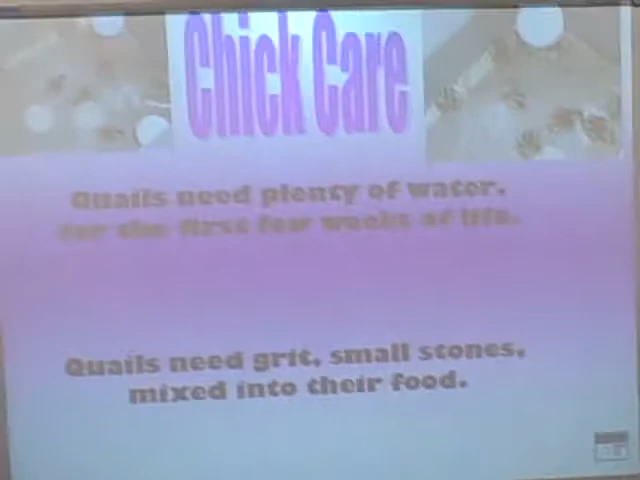 Chick Care
Quails need plenty of water.
for the first few weeks of life.
Quails need grit, small stones,
mixed into their food.